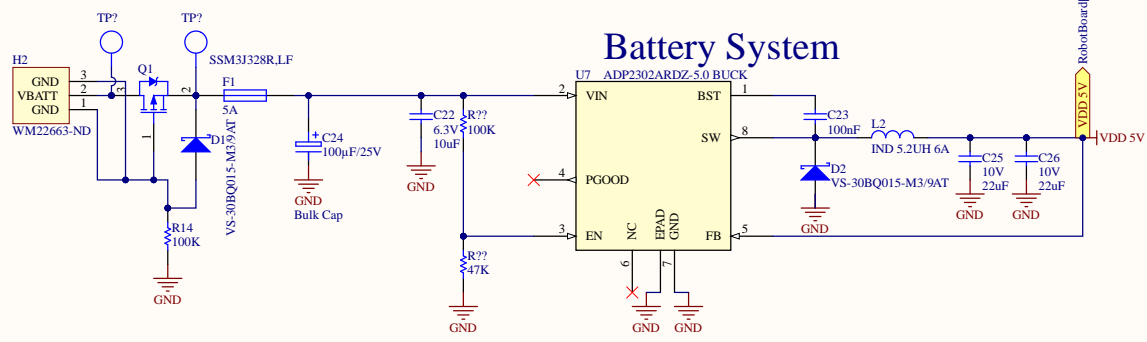 Battery System
TP?
TP?
RobotBoard
H2
GND 3
VBATT 2
GND 1
WM22663-ND
Q1
3
2
1
SSM3J328R,LF
F1
5A
D1
VS-30BQ015-M3/9AT
R14
100K
GND
C24
100µF/25V
GND
Bulk Cap
C22
6.3V
10uF
GND
R??
100K
R??
47K
GND
U7 ADP2302ARDZ-5.0 BUCK
2 VIN
4 PGOOD
3 EN
BST 1
SW 8
FB 5
NC
EPAD
GND
6
7
GND
GND
C23
100nF
L2
IND 5.2UH 6A
D2
VS-30BQ015-M3/9AT
GND
C25
10V
22uF
GND
C26
10V
22uF
GND
VDD 5V
VDD 5V